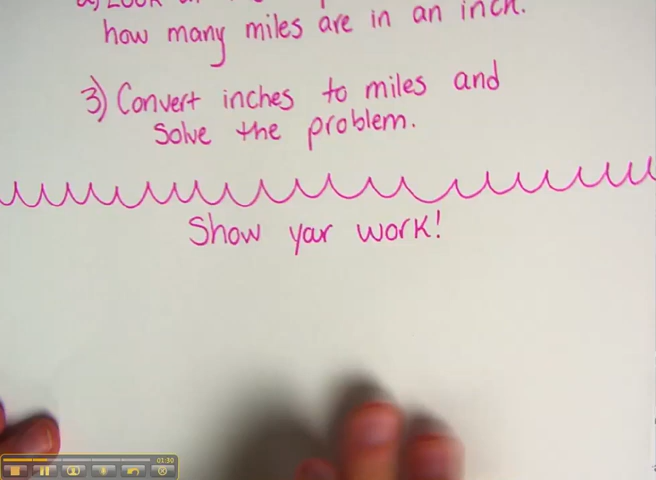 how many miles are in an inch.
3) Convert inches to miles and
Solve the problem.
Show your work!
01:30